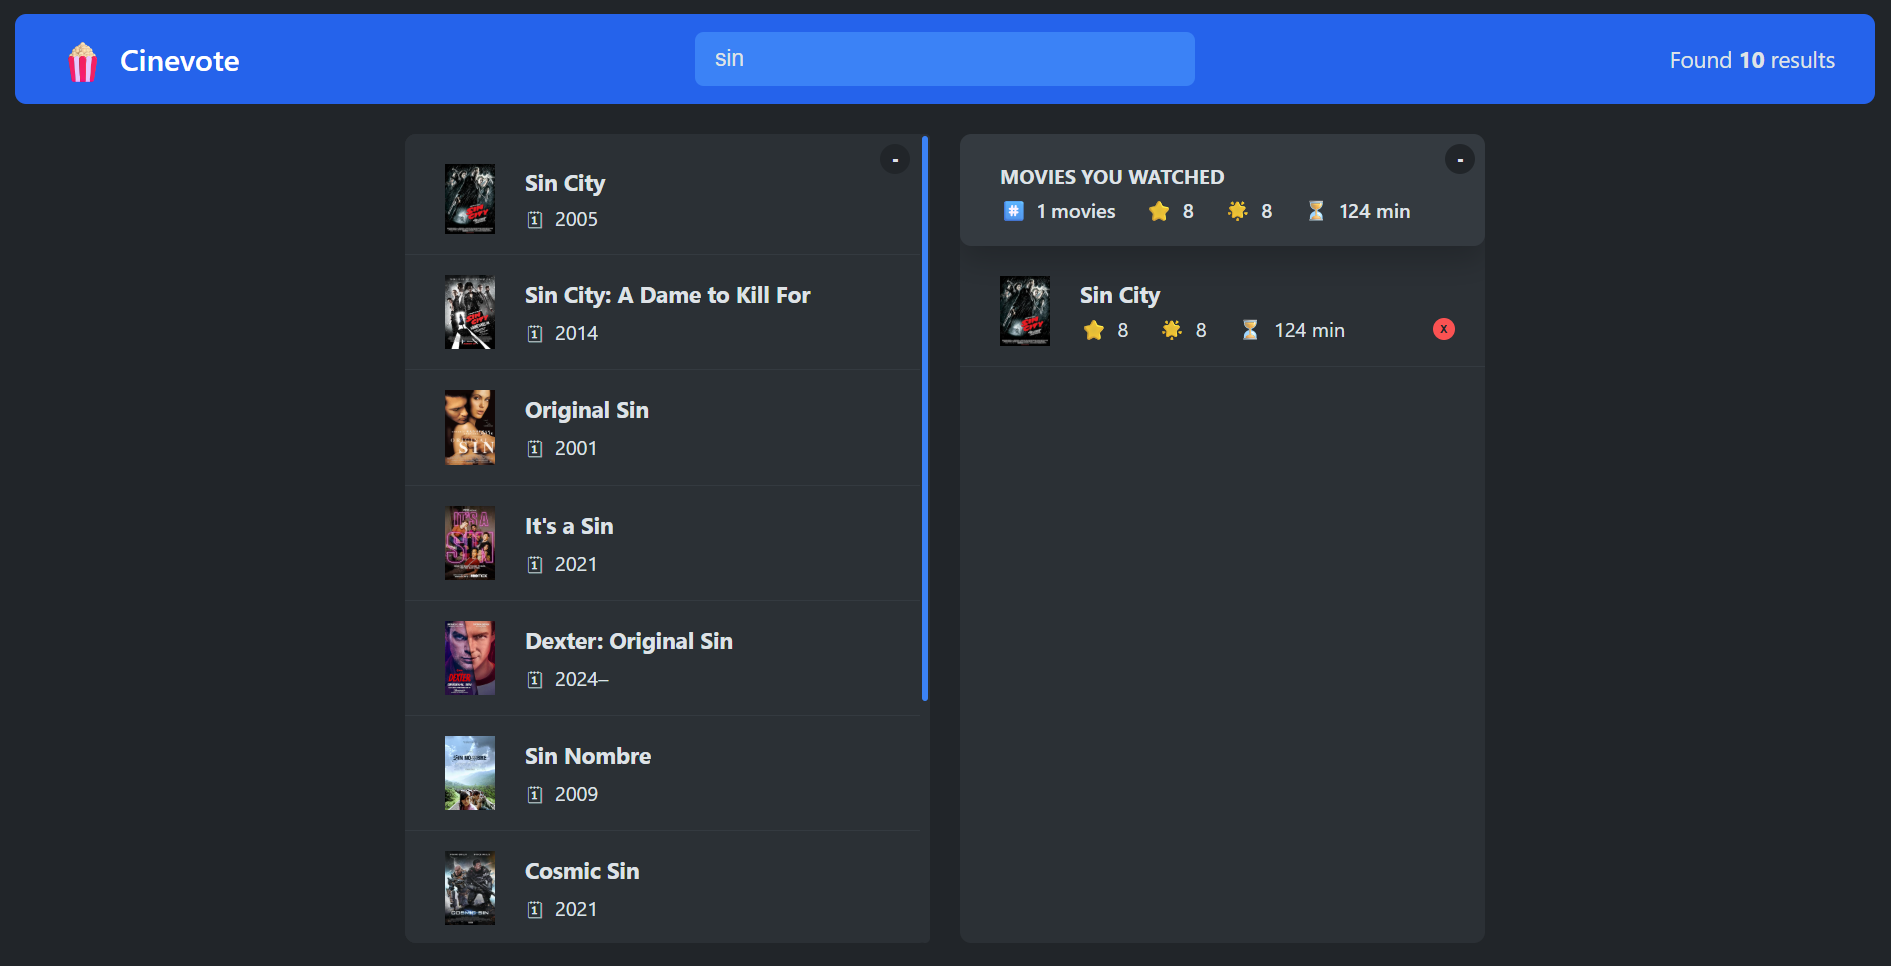 Cinevote
sin
Found 10 results
-
Sin City
2005
Sin City: A Dame to Kill For
2014
Original Sin
2001
It's a Sin
2021
Dexter: Original Sin
2024–
Sin Nombre
2009
Cosmic Sin
2021
-
MOVIES YOU WATCHED
# 1 movies 8 8 124 min
Sin City
8 8 124 min
x